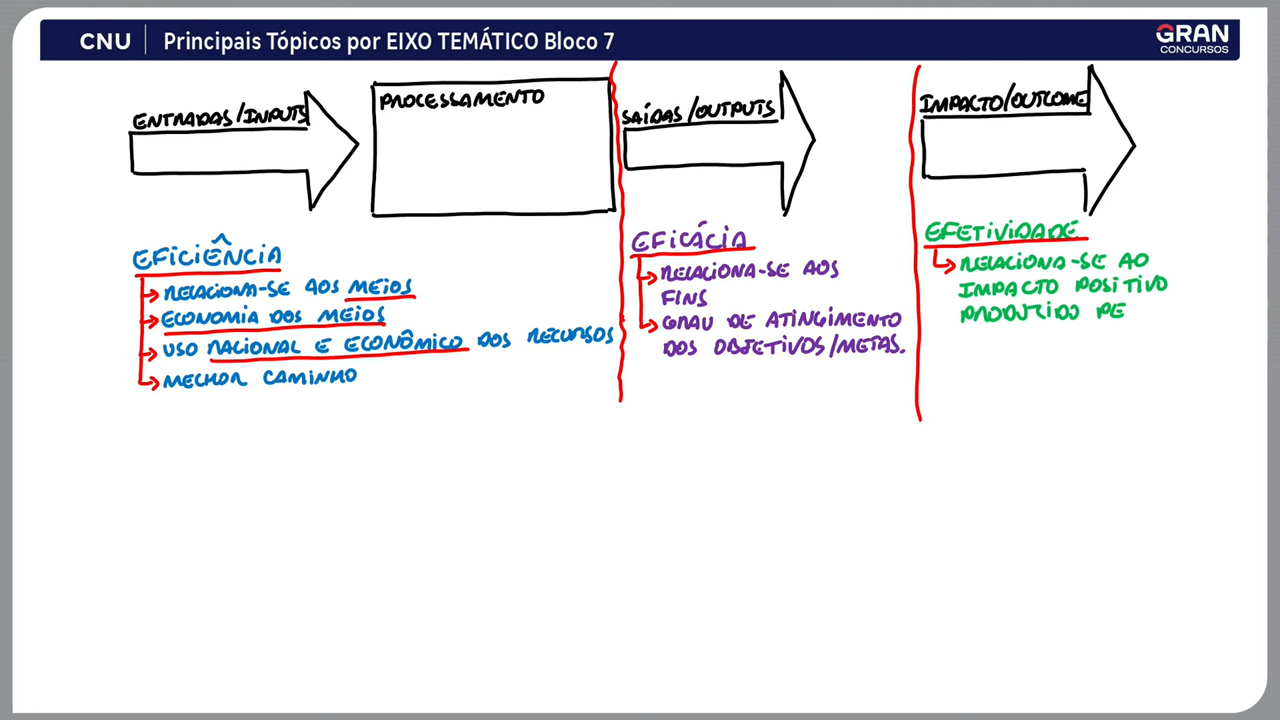 CNU | Principais Tópicos por EIXO TEMÁTICO Bloco 7
GRAN
CONCURSOS
ENTRADAS/INPUTS
PROCESSAMENTO
SAÍDAS/OUTPUTS
IMPACTO/OUTCOME
EFICIÊNCIA
RELACIONA-SE AOS MEIOS
ECONOMIA DOS MEIOS
USO RACIONAL E ECONÔMICO DOS RECURSOS
MELHOR CAMINHO
EFICÁCIA
RELACIONA-SE AOS
FINS
GRAU DE ATINGIMENTO
DOS OBJETIVOS/METAS.
EFETIVIDADE
RELACIONA-SE AO
IMPACTO POSITIVO
PRODUZIDO PE